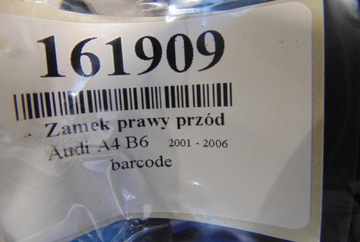 161909
Zamek prawy przód
Audi A4 B6 2001 - 2006
barcode